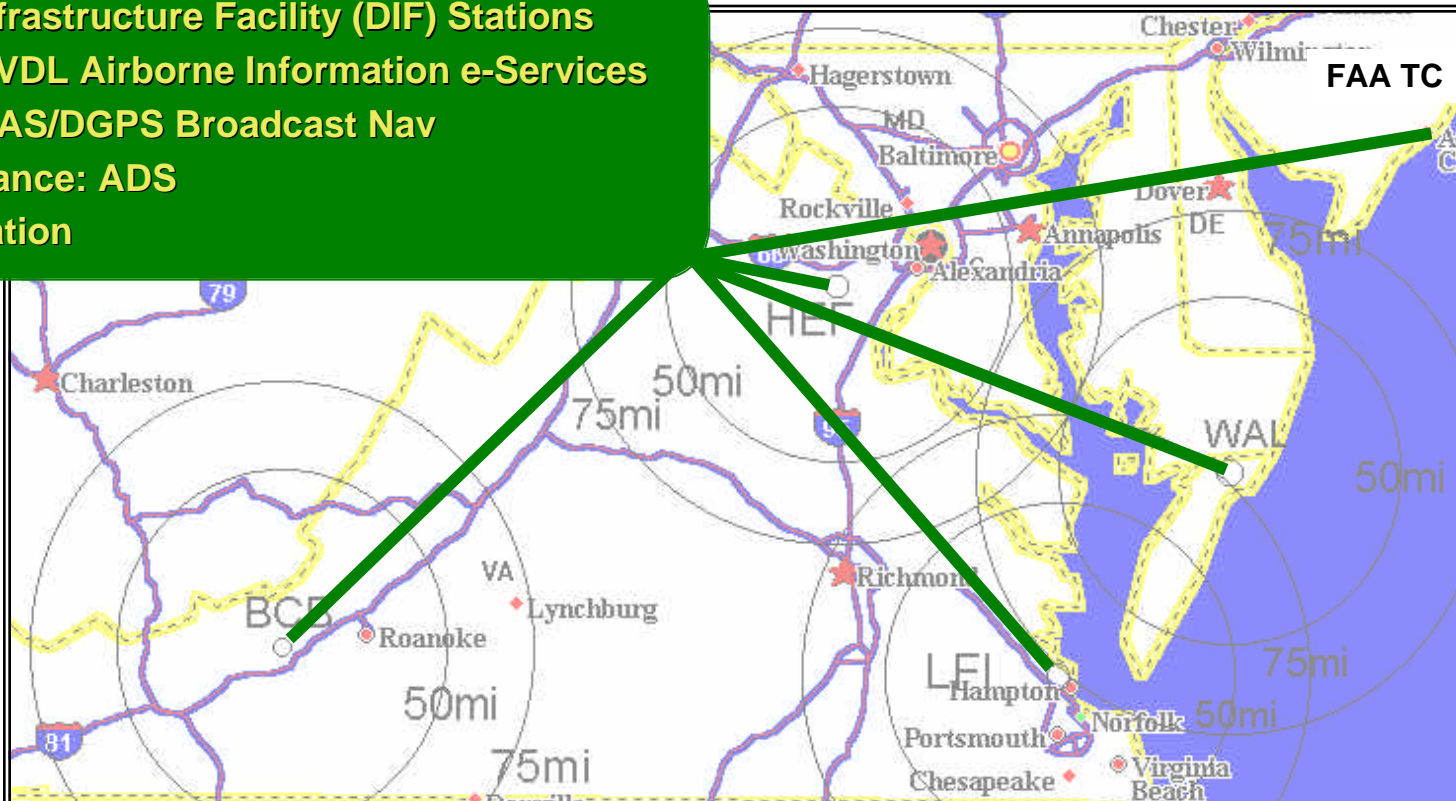 frastructure Facility (DIF) Stations
VDL Airborne Information e-Services
AS/DGPS Broadcast Nav
ance: ADS
ation
Chester
Wilmington
FAA TC
Hagerstown
MD
Baltimore
Rockville
Dover
DE
Washington
Annapolis
Alexandria
75mi
66
79
HEF
Charleston
50mi
75mi
95
WAL
50mi
VA
Richmond
BCB
Lynchburg
Roanoke
LFI
Hampton
75mi
50mi
50mi
Norfolk
81
Portsmouth
75mi
Virginia
Beach
Chesapeake